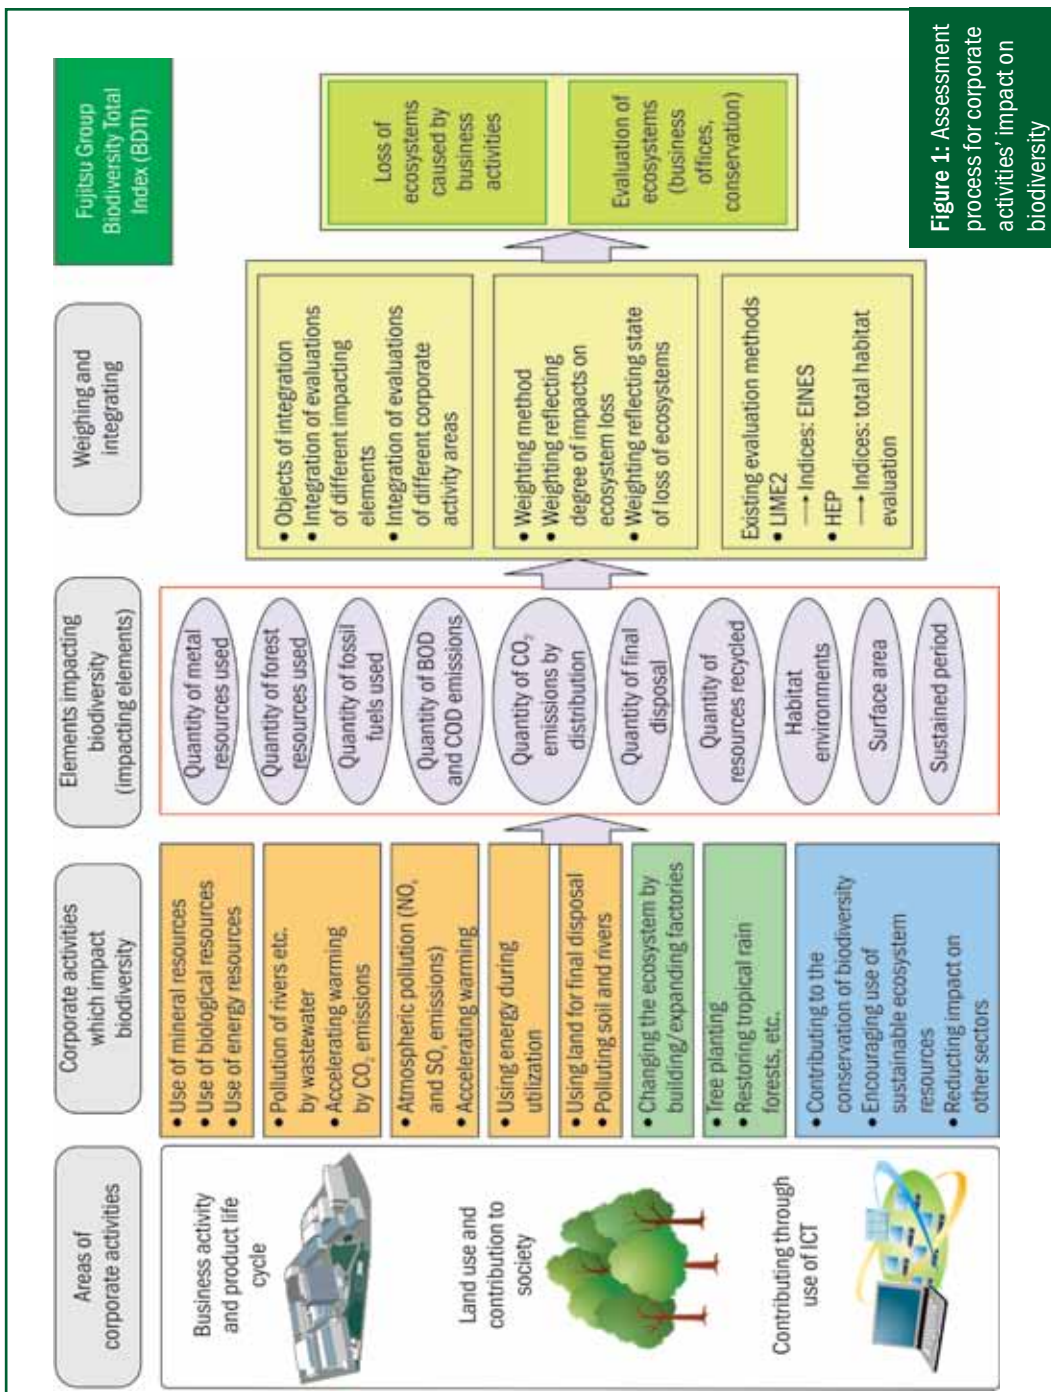 Figure 1: Assessment
process for corporate
activities' impact on
biodiversity
Areas of
corporate activities
Corporate activities
which impact
biodiversity
Elements impacting
biodiversity
(impacting elements)
Weighing and
integrating
Fujitsu Group
Biodiversity Total
Index (BDTI)
Business activity
and product life
cycle
Land use and
contribution to
society
Contributing through
use of ICT
• Use of mineral resources
• Use of biological resources
• Use of energy resources
• Pollution of rivers etc.
by wastewater
• Accelerating warming
by CO₂ emissions
• Atmospheric pollution (NOₓ
and SOₓ emissions)
• Accelerating warming
• Using energy during
utilization
• Using land for final disposal
• Polluting soil and rivers
• Changing the ecosystem by
building/expanding factories
• Tree planting
• Restoring tropical rain
forests, etc.
• Contributing to the
conservation of biodiversity
• Encouraging use of
sustainable ecosystem
resources
• Reducting impact on
other sectors
Quantity of metal
resources used
Quantity of forest
resources used
Quantity of fossil
fuels used
Quantity of BOD
and COD emissions
Quantity of CO₂
emissions by
distribution
Quantity of final
disposal
Quantity of
resources recycled
Habitat
environments
Surface area
Sustained period
• Objects of integration
• Integration of evaluations
of different impacting
elements
• Integration of evaluations
of different corporate
activity areas
• Weighting method
• Weighting reflecting
degree of impacts on
ecosystem loss
• Weighting reflecting state
of loss of ecosystems
Existing evaluation methods
• LIME2
→ Indices: EINES
• HEP
→ Indices: total habitat
evaluation
Loss of
ecosystems
caused by
business
activities
Evaluation of
ecosystems
(business
offices,
conservation)